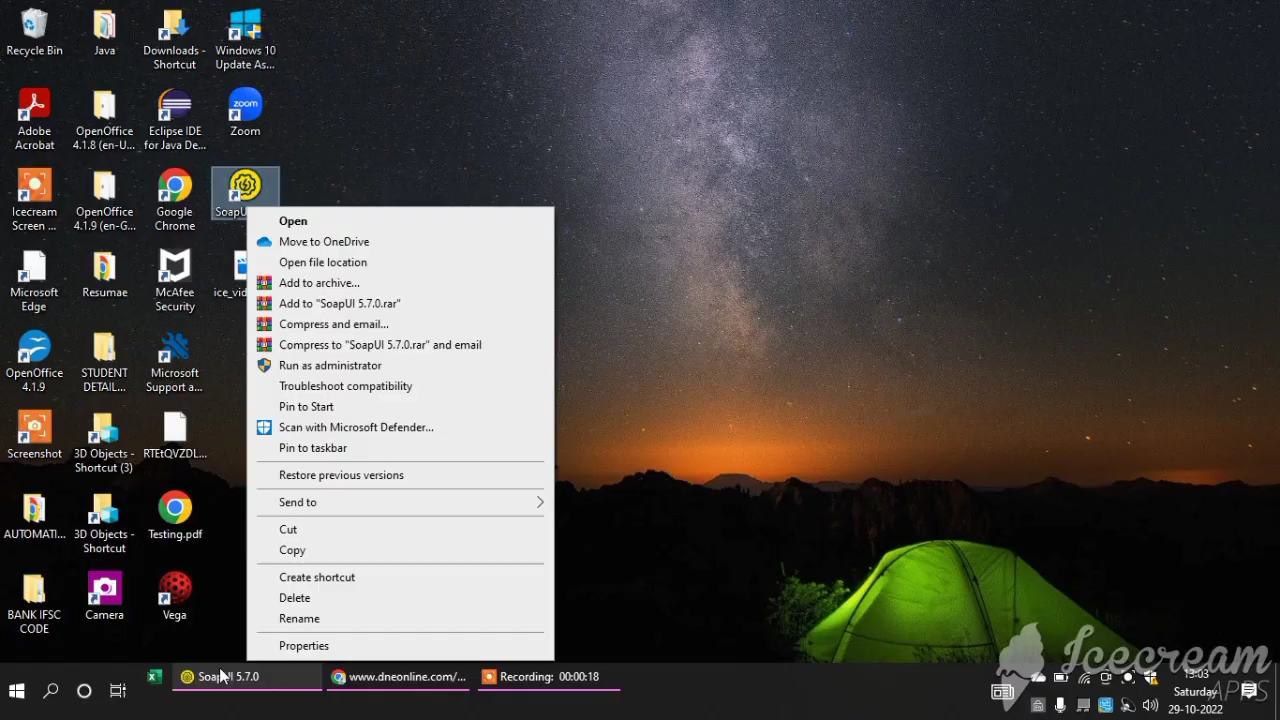 Recycle Bin
Java
Downloads -
Shortcut
Windows 10
Update As...
Adobe
Acrobat
OpenOffice
4.1.8 (en-U...
Eclipse IDE
for Java De...
zoom
Zoom
Icecream
Screen ...
OpenOffice
4.1.9 (en-G...
Google
Chrome
SoapU
Microsoft
Edge
Resumae
McAfee
Security
ice_vid
OpenOffice
4.1.9
STUDENT
DETAIL...
Microsoft
Support a...
Screenshot
3D Objects -
Shortcut (3)
RTEtQVZDL...
AUTOMATI...
3D Objects -
Shortcut
Testing.pdf
BANK IFSC
CODE
Camera
Vega
Open
Move to OneDrive
Open file location
Add to archive...
Add to "SoapUI 5.7.0.rar"
Compress and email...
Compress to "SoapUI 5.7.0.rar" and email
Run as administrator
Troubleshoot compatibility
Pin to Start
Scan with Microsoft Defender...
Pin to taskbar
Restore previous versions
Send to
Cut
Copy
Create shortcut
Delete
Rename
Properties
SoapUI 5.7.0
www.dneonline.com/...
Recording: 00:00:18
13:03
Saturday
29-10-2022
Icecream
APPS